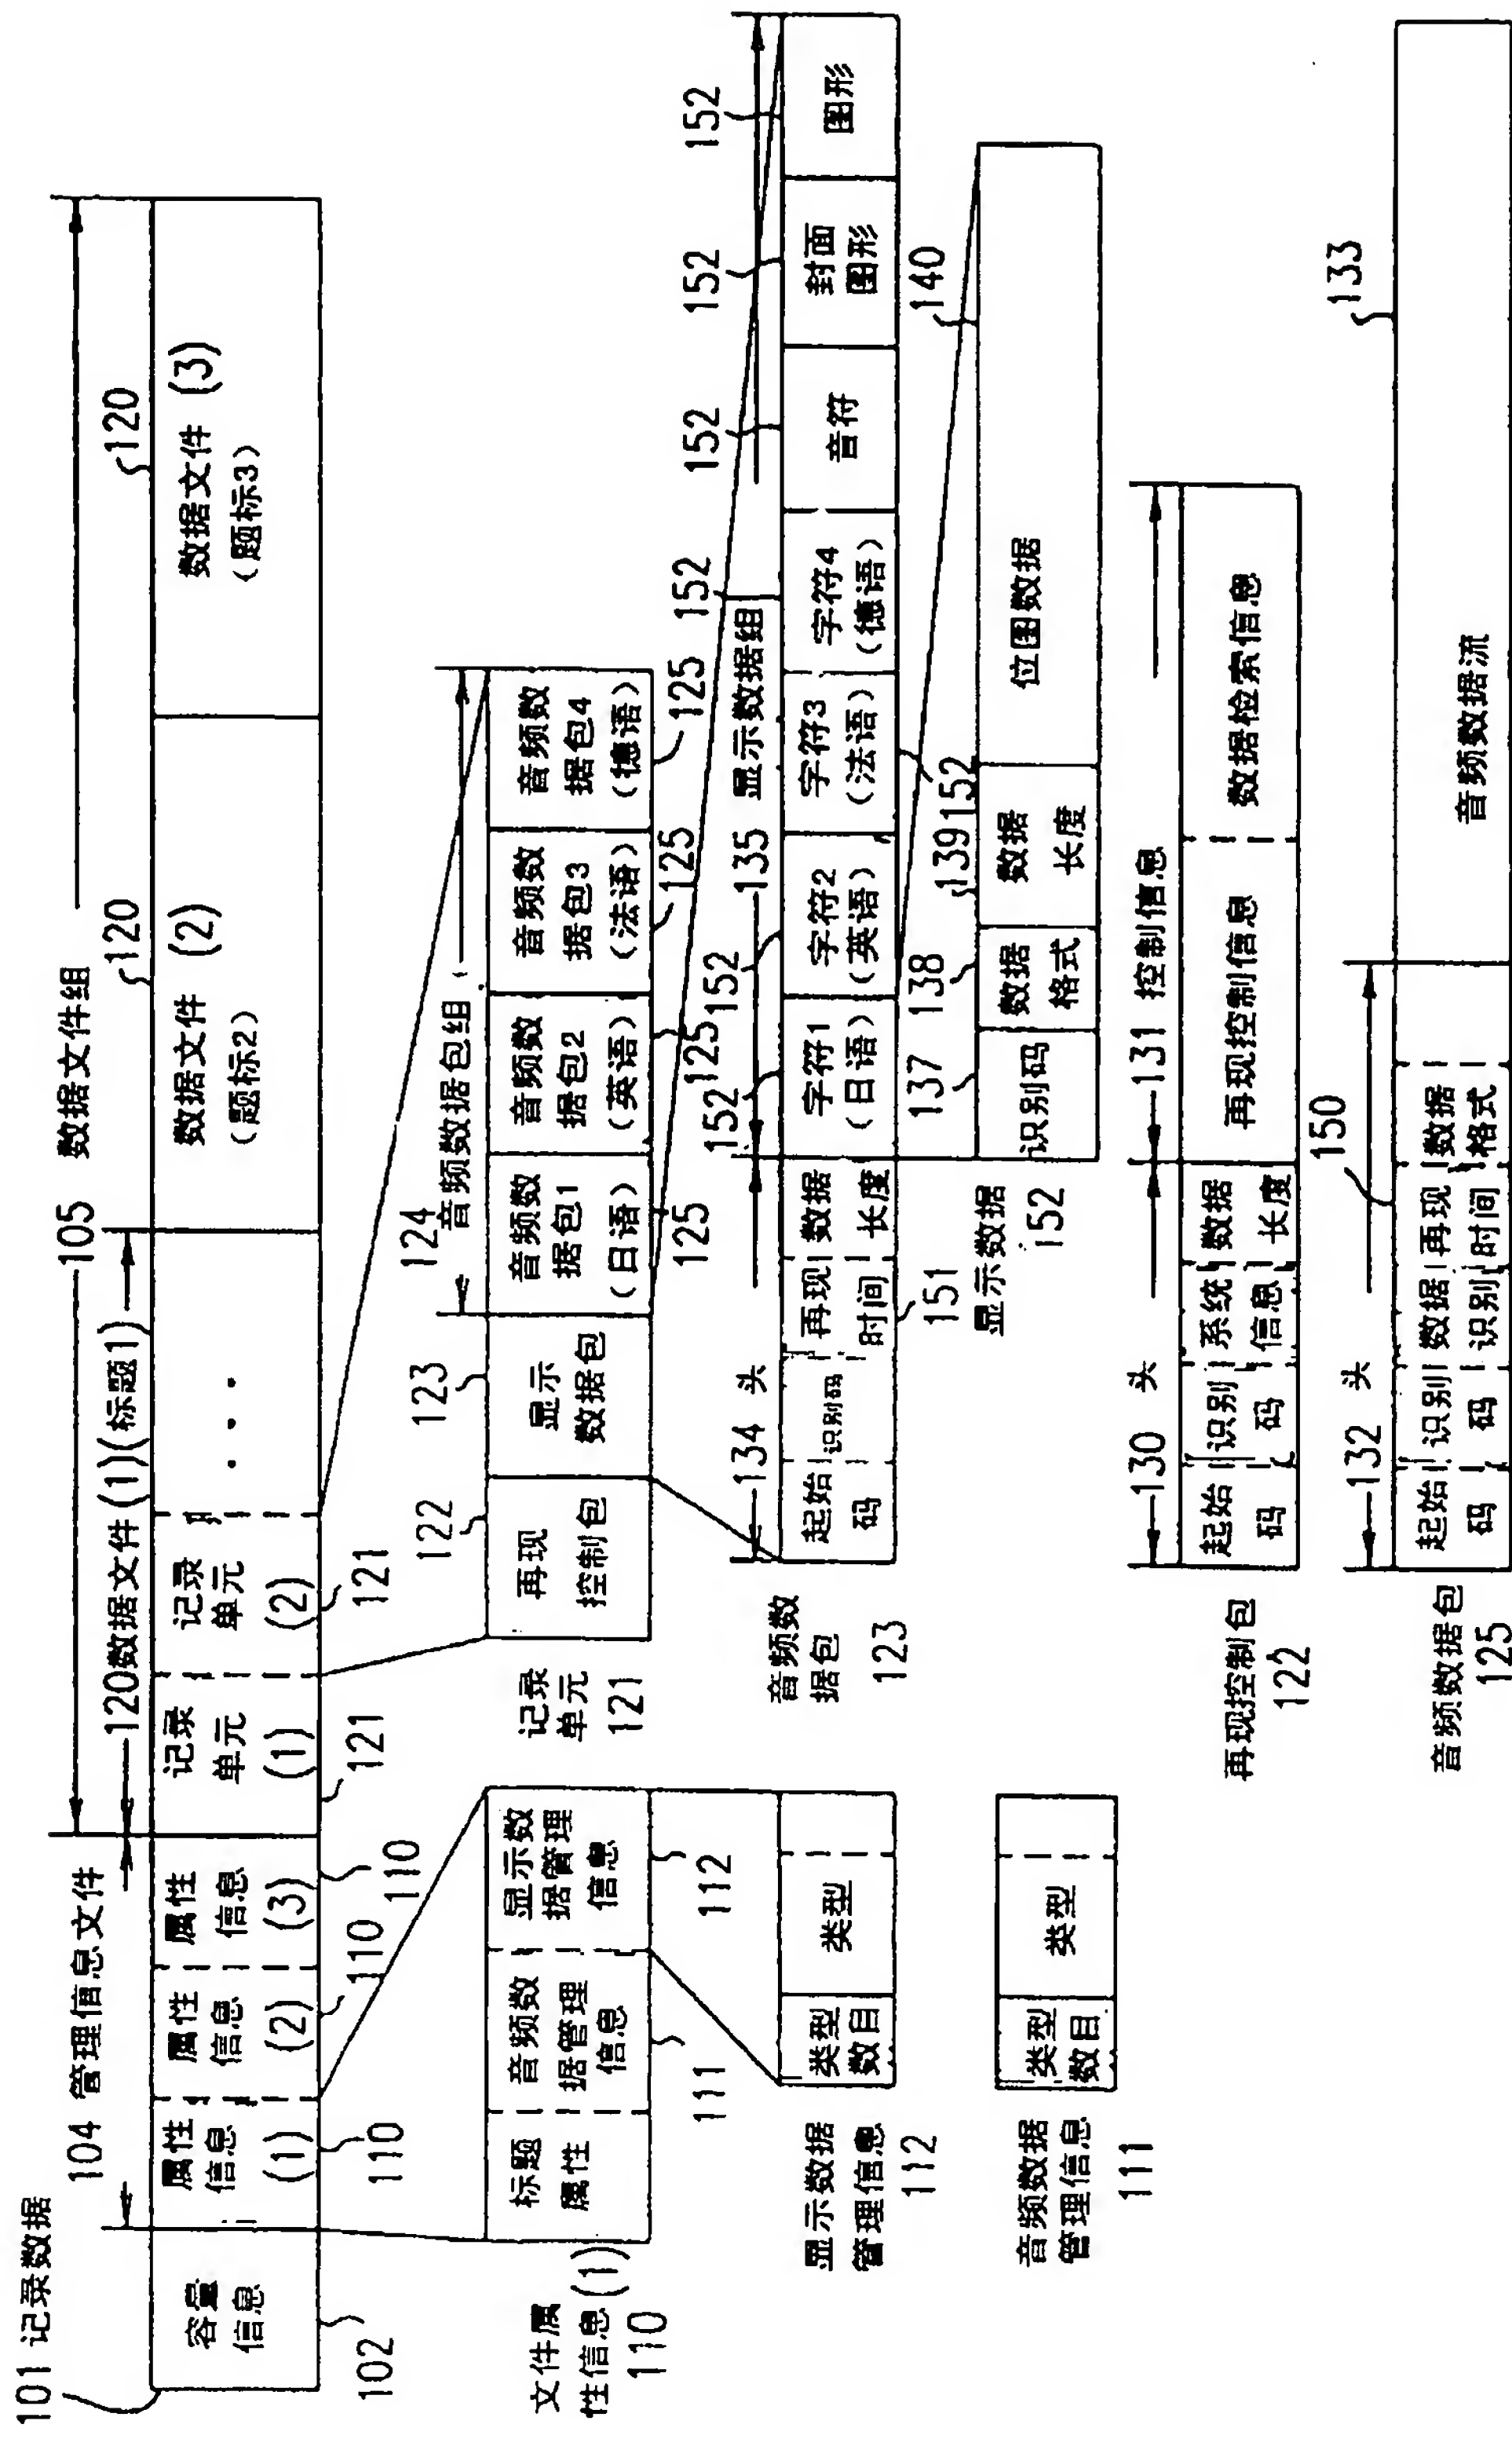 101 记录数据
104 管理信息文件
105 数据文件组
120数据文件(1)(标题1)
120
120
容量
信息
属性
信息
(1)
属性
信息
(2)
属性
信息
(3)
记录
单元
(1)
记录
单元
(2)
. . .
数据文件 (2)
(题标2)
数据文件 (3)
(题标3)
102
110
110
110
121
121
文件属
性信息(1)
110
标题
属性
音频数
据管理
信息
显示数
据管理
信息
111
112
记录
单元
121
122
123
124
音频数据包组
再现
控制包
显示
数据包
音频数
据包1
(日语)
音频数
据包2
(英语)
音频数
据包3
(法语)
音频数
据包4
(德语)
125
125
125
125
显示数据
管理信息
112
类型
数目
类型
音频数
据包
123
134 头
135 显示数据组
152
152
152
152
152
152
起始
码
识别码
再现
时间
数据
长度
字符1
(日语)
字符2
(英语)
字符3
(法语)
字符4
(德语)
音符
封面
图形
图形
151
152
显示数据
152
137
138
139
140
识别码
数据
格式
数据
长度
位图数据
音频数据
管理信息
111
类型
数目
类型
再现控制包
122
130 头
131 控制信息
起始
码
识别
码
系统
信息
数据
长度
再现控制信息
数据检索信息
音频数据包
125
132 头
150
133
起始
码
识别
码
数据
识别
再现
时间
数据
格式
音频数据流